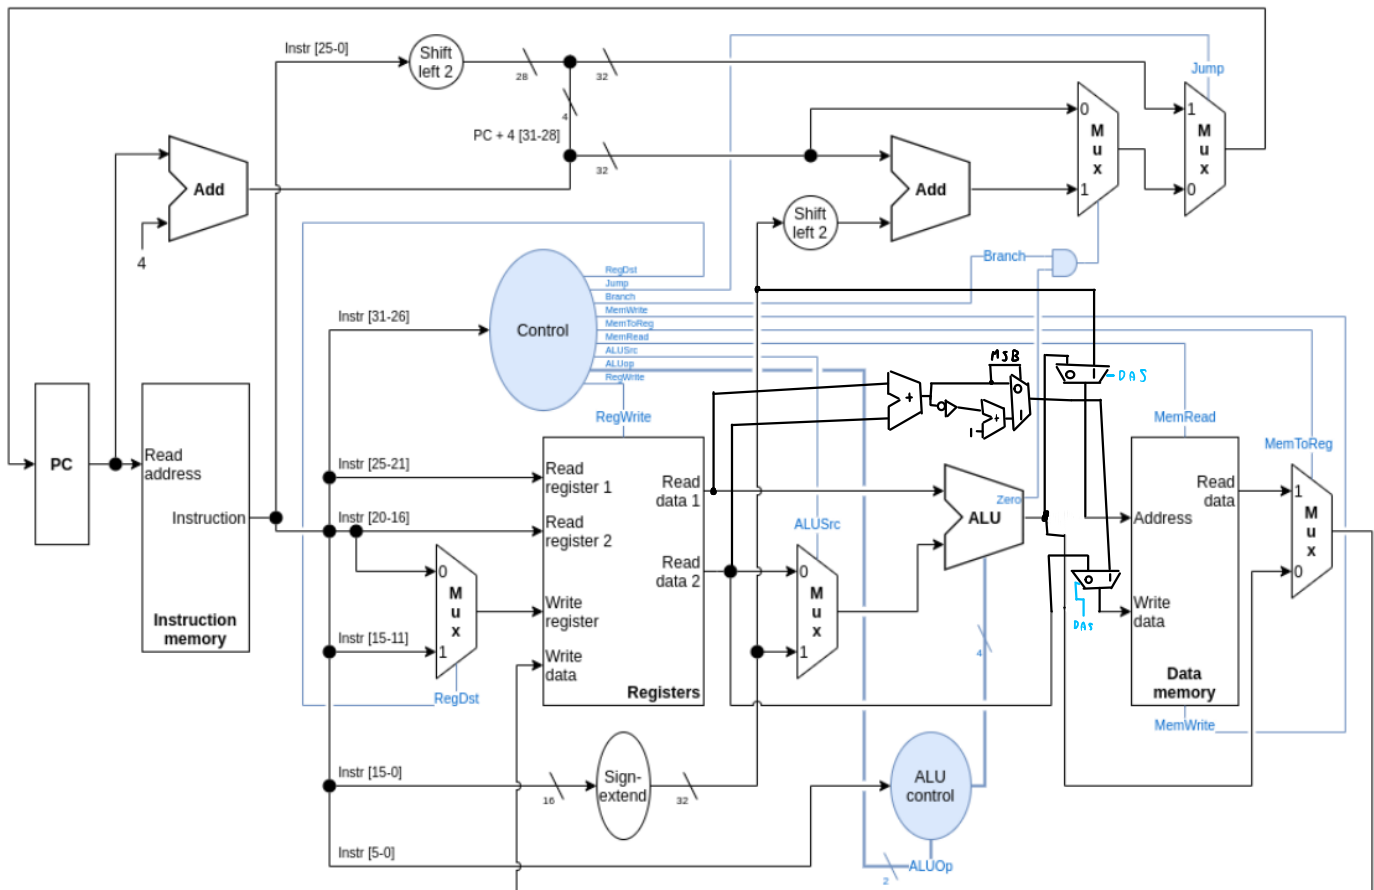 Instr [25-0]
Shift
left 2
28
32
Jump
4
PC + 4 [31-28]
32
0
M
u
x
1
1
M
u
x
0
Add
Add
4
Shift
left 2
Branch
RegDst
Jump
Branch
MemWrite
MemToReg
MemRead
ALUSrc
ALUop
RegWrite
Instr [31-26]
Control
MSB
0
1
DAS
+
0
1
+
1
RegWrite
MemRead
MemToReg
PC
Read
address
Instruction
Instruction
memory
Instr [25-21]
Instr [20-16]
Read
register 1
Read
register 2
Write
register
Write
data
Read
data 1
Read
data 2
Registers
0
M
u
x
1
Instr [15-11]
RegDst
ALUSrc
0
M
u
x
1
Zero
ALU
0
1
DAS
Address
Write
data
Read
data
Data
memory
MemWrite
1
M
u
x
0
4
Instr [15-0]
16
Sign-
extend
32
ALU
control
Instr [5-0]
2
ALUOp